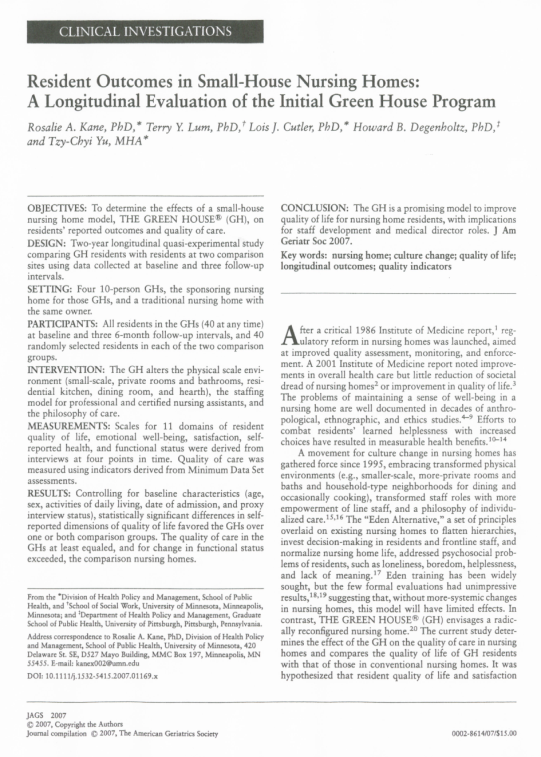 CLINICAL INVESTIGATIONS
Resident Outcomes in Small-House Nursing Homes:
A Longitudinal Evaluation of the Initial Green House Program
Rosalie A. Kane, PhD,* Terry Y. Lum, PhD,† Lois J. Cutler, PhD,* Howard B. Degenholtz, PhD,‡
and Tzy-Chyi Yu, MHA*
OBJECTIVES: To determine the effects of a small-house
nursing home model, THE GREEN HOUSE® (GH), on
residents' reported outcomes and quality of care.
DESIGN: Two-year longitudinal quasi-experimental study
comparing GH residents with residents at two comparison
sites using data collected at baseline and three follow-up
intervals.
SETTING: Four 10-person GHs, the sponsoring nursing
home for those GHs, and a traditional nursing home with
the same owner.
PARTICIPANTS: All residents in the GHs (40 at any time)
at baseline and three 6-month follow-up intervals, and 40
randomly selected residents in each of the two comparison
groups.
INTERVENTION: The GH alters the physical scale envi-
ronment (small-scale, private rooms and bathrooms, resi-
dential kitchen, dining room, and hearth), the staffing
model for professional and certified nursing assistants, and
the philosophy of care.
MEASUREMENTS: Scales for 11 domains of resident
quality of life, emotional well-being, satisfaction, self-
reported health, and functional status were derived from
interviews at four points in time. Quality of care was
measured using indicators derived from Minimum Data Set
assessments.
RESULTS: Controlling for baseline characteristics (age,
sex, activities of daily living, date of admission, and proxy
interview status), statistically significant differences in self-
reported dimensions of quality of life favored the GHs over
one or both comparison groups. The quality of care in the
GHs at least equaled, and for change in functional status
exceeded, the comparison nursing homes.
From the *Division of Health Policy and Management, School of Public
Health, and †School of Social Work, University of Minnesota, Minneapolis,
Minnesota; and ‡Department of Health Policy and Management, Graduate
School of Public Health, University of Pittsburgh, Pittsburgh, Pennsylvania.
Address correspondence to Rosalie A. Kane, PhD, Division of Health Policy
and Management, School of Public Health, University of Minnesota, 420
Delaware St. SE, D527 Mayo Building, MMC Box 197, Minneapolis, MN
55455. E-mail: kanex002@umn.edu
DOI: 10.1111/j.1532-5415.2007.01169.x
CONCLUSION: The GH is a promising model to improve
quality of life for nursing home residents, with implications
for staff development and medical director roles. J Am
Geriatr Soc 2007.
Key words: nursing home; culture change; quality of life;
longitudinal outcomes; quality indicators
After a critical 1986 Institute of Medicine report,1 reg-
ulatory reform in nursing homes was launched, aimed
at improved quality assessment, monitoring, and enforce-
ment. A 2001 Institute of Medicine report noted improve-
ments in overall health care but little reduction of societal
dread of nursing homes2 or improvement in quality of life.3
The problems of maintaining a sense of well-being in a
nursing home are well documented in decades of anthro-
pological, ethnographic, and ethics studies.4–9 Efforts to
combat residents' learned helplessness with increased
choices have resulted in measurable health benefits.10–14
A movement for culture change in nursing homes has
gathered force since 1995, embracing transformed physical
environments (e.g., smaller-scale, more-private rooms and
baths and household-type neighborhoods for dining and
occasionally cooking), transformed staff roles with more
empowerment of line staff, and a philosophy of individu-
alized care.15,16 The "Eden Alternative," a set of principles
overlaid on existing nursing homes to flatten hierarchies,
invest decision-making in residents and frontline staff, and
normalize nursing home life, addressed psychosocial prob-
lems of residents, such as loneliness, boredom, helplessness,
and lack of meaning.17 Eden training has been widely
sought, but the few formal evaluations had unimpressive
results,18,19 suggesting that, without more-systemic changes
in nursing homes, this model will have limited effects. In
contrast, THE GREEN HOUSE® (GH) envisages a radic-
ally reconfigured nursing home.20 The current study deter-
mines the effect of the GH on the quality of care in nursing
homes and compares the quality of life of GH residents
with that of those in conventional nursing homes. It was
hypothesized that resident quality of life and satisfaction
JAGS 2007
© 2007, Copyright the Authors
Journal compilation © 2007, The American Geriatrics Society
0002-8614/07/$15.00